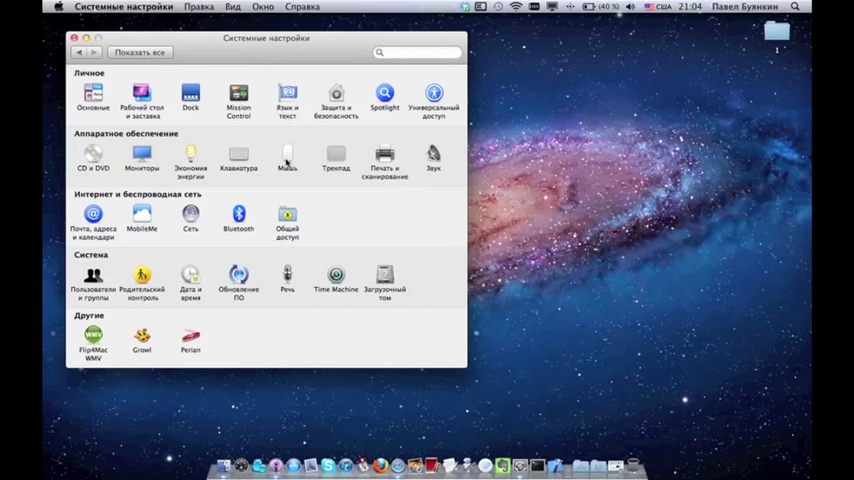 Системные настройки Правка Вид Окно Справка (40 %) США 21:04 Павел Буянкин
Системные настройки
Показать все
1
Личное
Основные
Рабочий стол и заставка
Dock
Mission Control
Язык и текст
Защита и безопасность
Spotlight
Универсальный доступ
Аппаратное обеспечение
CD и DVD
Мониторы
Экономия энергии
Клавиатура
Мышь
Трекпад
Печать и сканирование
Звук
Интернет и беспроводная сеть
Почта, адреса и календари
MobileMe
Сеть
Bluetooth
Общий доступ
Система
Пользователи и группы
Родительский контроль
Дата и время
Обновление ПО
Речь
Time Machine
Загрузочный том
Другие
WMV
Flip4Mac WMV
Growl
Perian